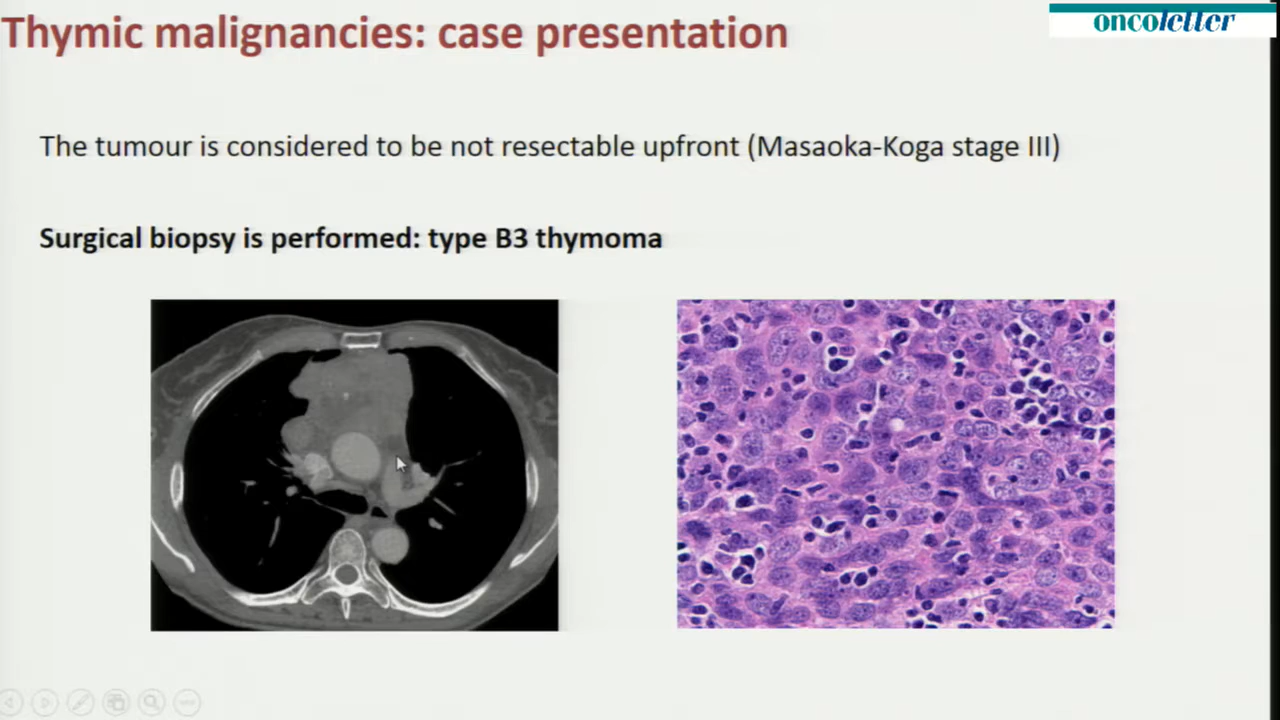 Thymic malignancies: case presentation
oncoletter
The tumour is considered to be not resectable upfront (Masaoka-Koga stage III)
Surgical biopsy is performed: type B3 thymoma